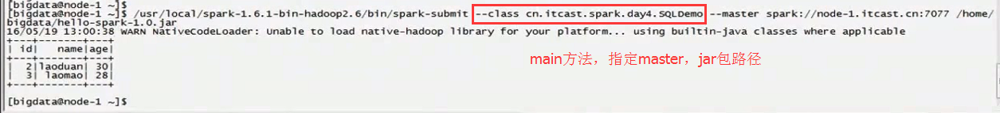 [bigdata@node-1 ~]$
[bigdata@node-1 ~]$ /usr/local/spark-1.6.1-bin-hadoop2.6/bin/spark-submit --class cn.itcast.spark.day4.SQLDemo --master spark://node-1.itcast.cn:7077 /home/
bigdata/hello-spark-1.0.jar
16/05/19 13:00:38 WARN NativeCodeLoader: Unable to load native-hadoop library for your platform... using builtin-java classes where applicable
+---+-------+---+
| id|   name|age|
+---+-------+---+
|  2|laoduan| 30|
|  3| laomao| 28|
+---+-------+---+
main方法，指定master，jar包路径
[bigdata@node-1 ~]$